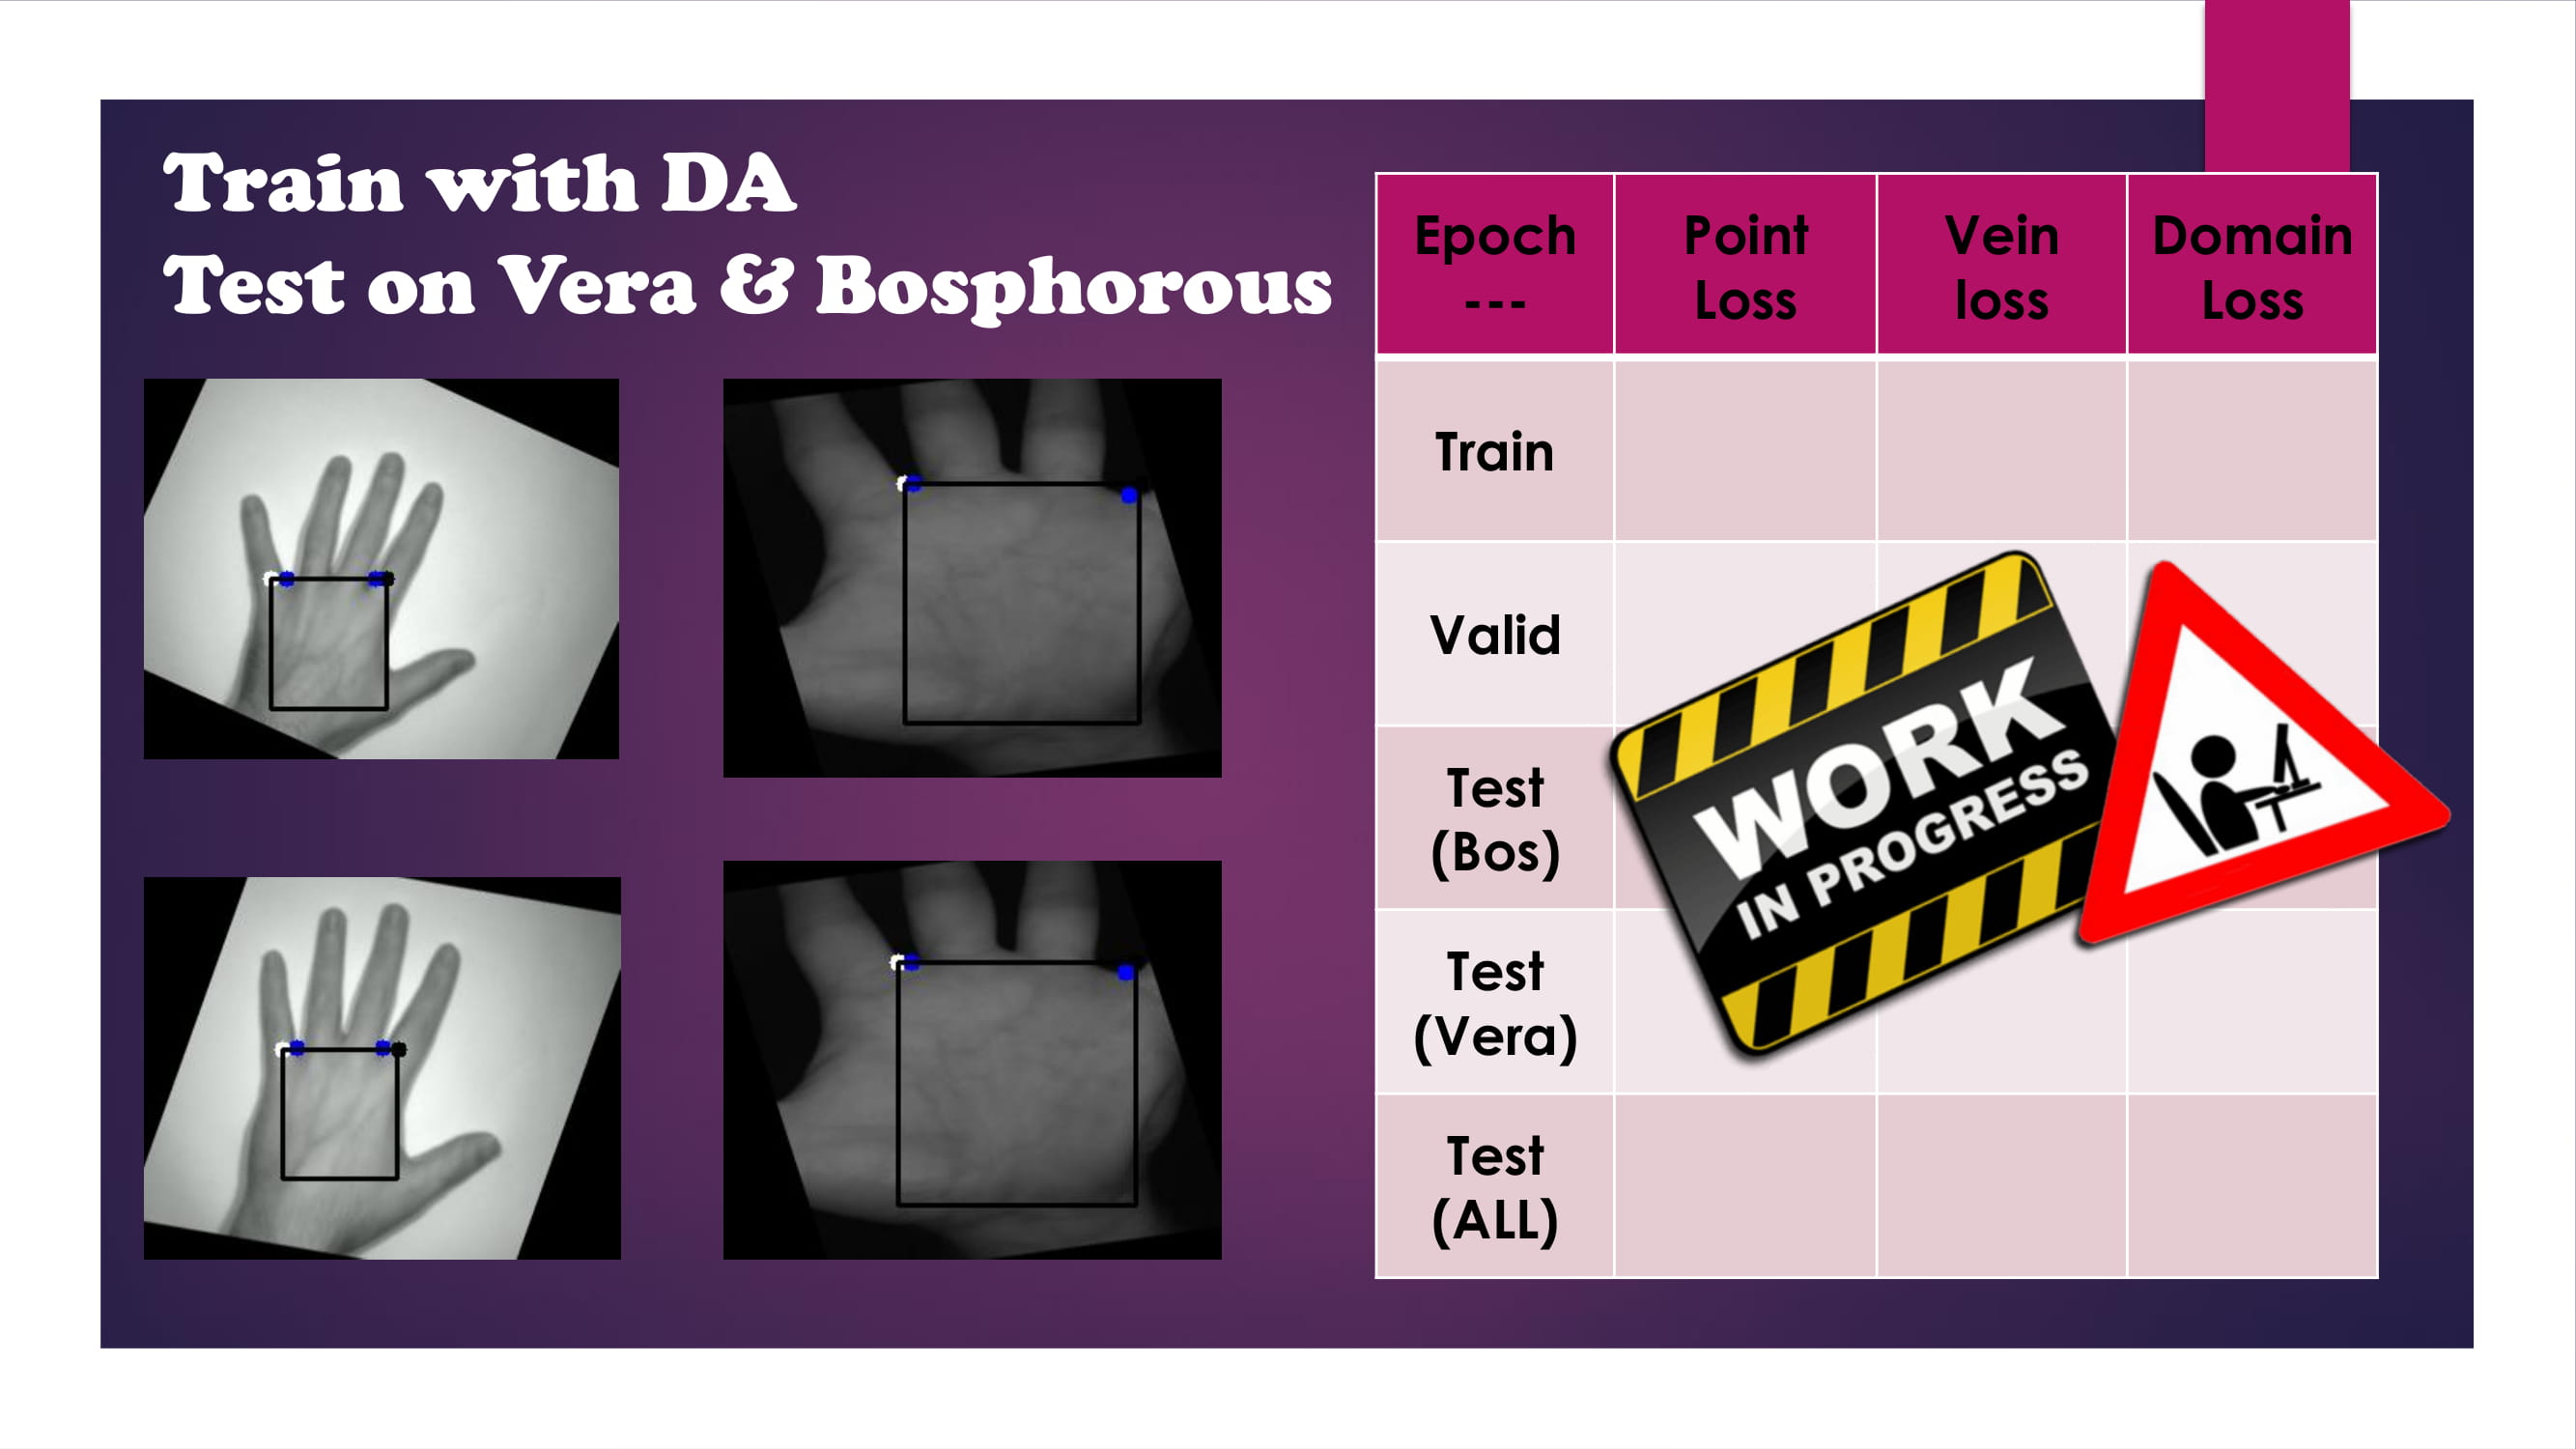 Train with DA
Test on Vera & Bosphorous
Epoch
---
Point
Loss
Vein
loss
Domain
Loss
Train
Valid
Test
(Bos)
Test
(Vera)
Test
(ALL)
WORK
IN PROGRESS